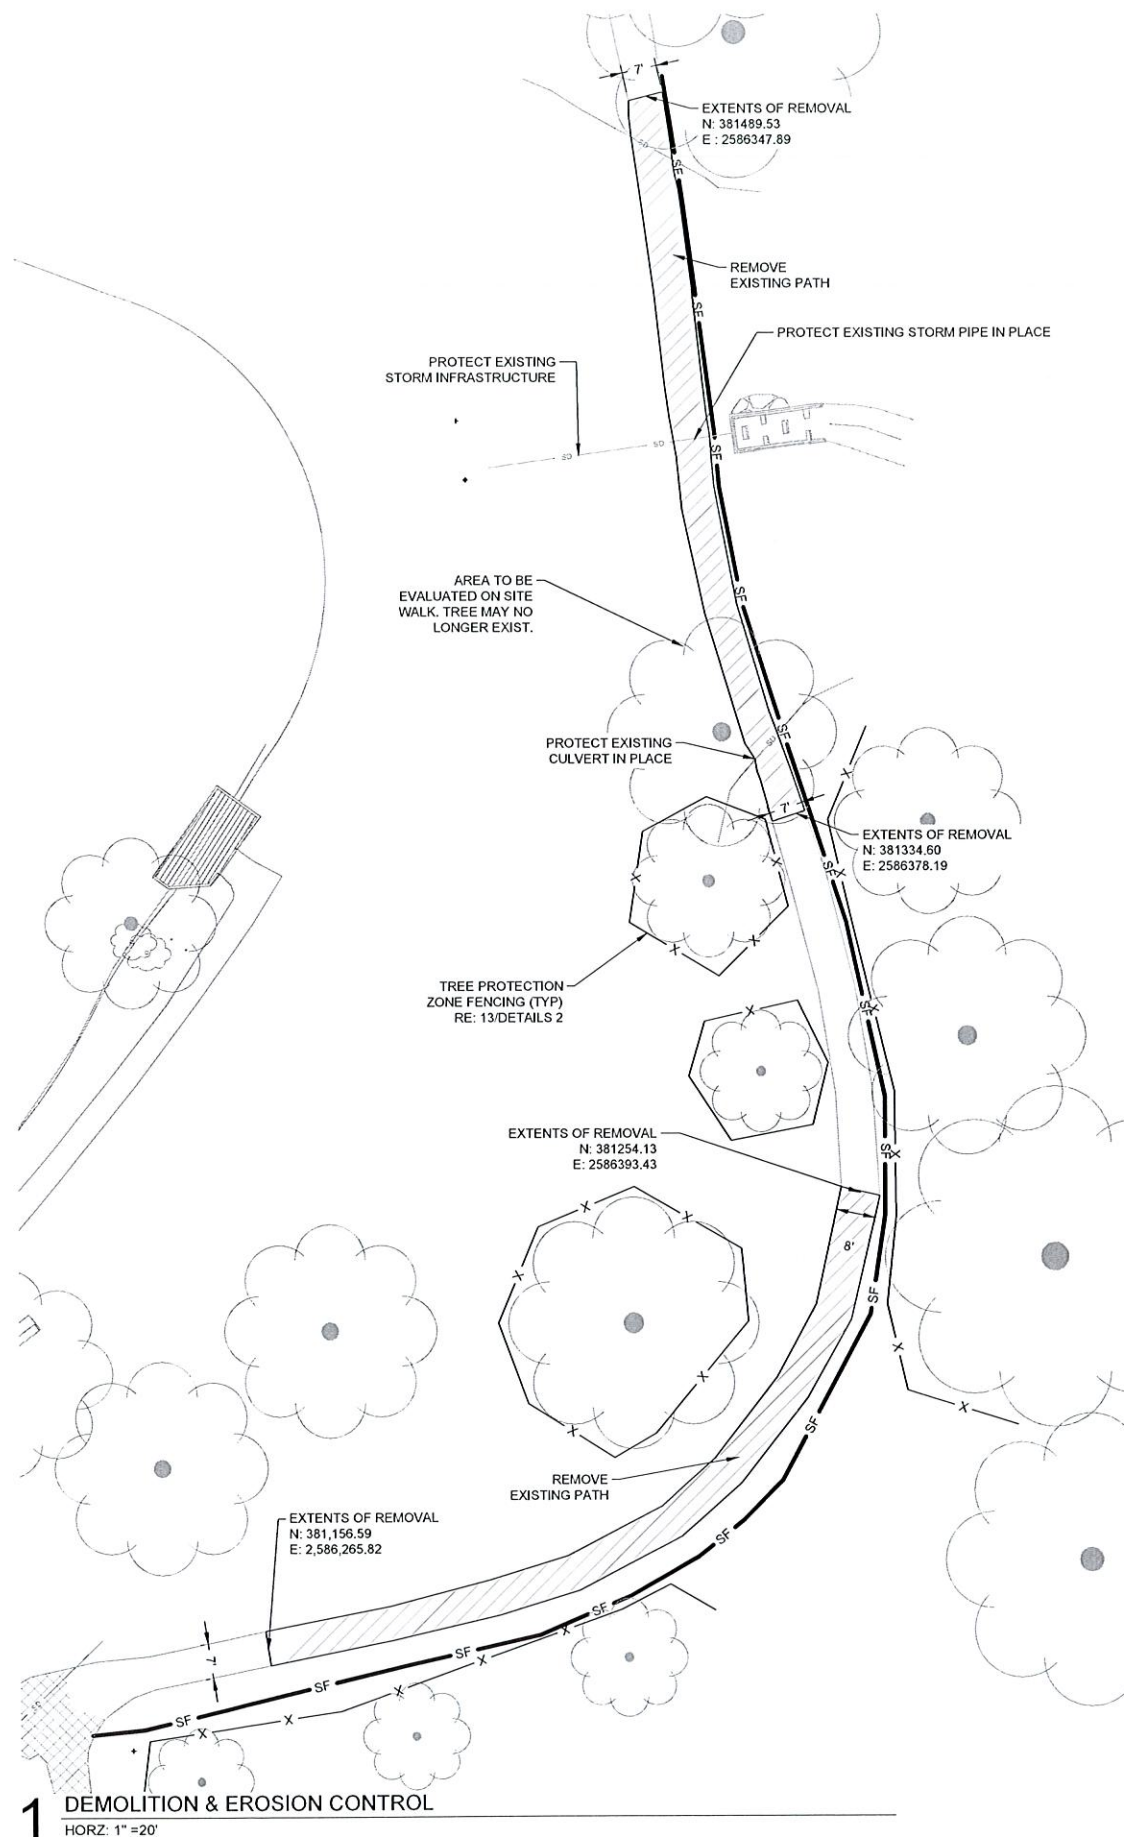 7'
EXTENTS OF REMOVAL
N: 381489.53
E : 2586347.89
SD
SF
REMOVE
EXISTING PATH
SF
PROTECT EXISTING STORM PIPE IN PLACE
PROTECT EXISTING
STORM INFRASTRUCTURE
SD
SD
SF
AREA TO BE
EVALUATED ON SITE
WALK. TREE MAY NO
LONGER EXIST.
SF
SF
PROTECT EXISTING
CULVERT IN PLACE
SD
X
7'
EXTENTS OF REMOVAL
N: 381334.60
E: 2586378.19
X
SF
X
X
X
X
TREE PROTECTION
ZONE FENCING (TYP)
RE: 13/DETAILS 2
SF
X
X
EXTENTS OF REMOVAL
N: 381254.13
E: 2586393.43
SF
X
X
X
8'
X
SF
X
X
X
X
SF
REMOVE
EXISTING PATH
EXTENTS OF REMOVAL
N: 381,156.59
E: 2,586,265.82
SF
SF
X
7'
SF
X
SF
X
SF
X
X
1 DEMOLITION & EROSION CONTROL
HORZ: 1" =20'